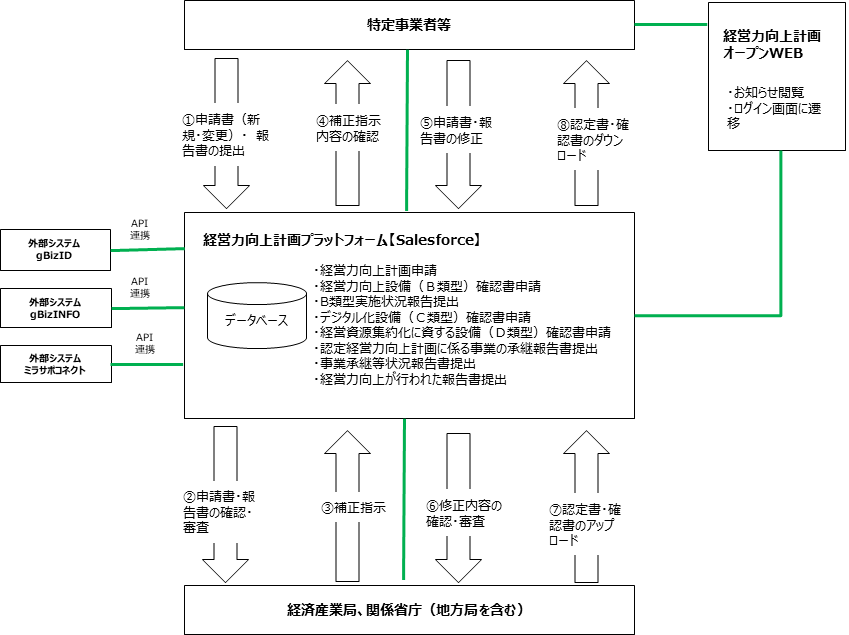 特定事業者等
経営力向上計画
オープンWEB
・お知らせ閲覧
・ログイン画面に遷
移
①申請書（新
規・変更）・ 報
告書の提出
④補正指示
内容の確認
⑤申請書・報
告書の修正
⑧認定書・確
認書のダウン
ロード
API
連携
外部システム
gBizID
API
連携
外部システム
gBizINFO
API
連携
外部システム
ミラサポコネクト
経営力向上計画プラットフォーム【Salesforce】
データベース
・経営力向上計画申請
・経営力向上設備（Ｂ類型）確認書申請
・B類型実施状況報告提出
・デジタル化設備（Ｃ類型）確認書申請
・経営資源集約化に資する設備（Ｄ類型）確認書申請
・認定経営力向上計画に係る事業の承継報告書提出
・事業承継等状況報告書提出
・経営力向上が行われた報告書提出
②申請書・報
告書の確認・
審査
③補正指示
⑥修正内容の
確認・審査
⑦認定書・確
認書のアップ
ロード
経済産業局、関係省庁（地方局を含む）